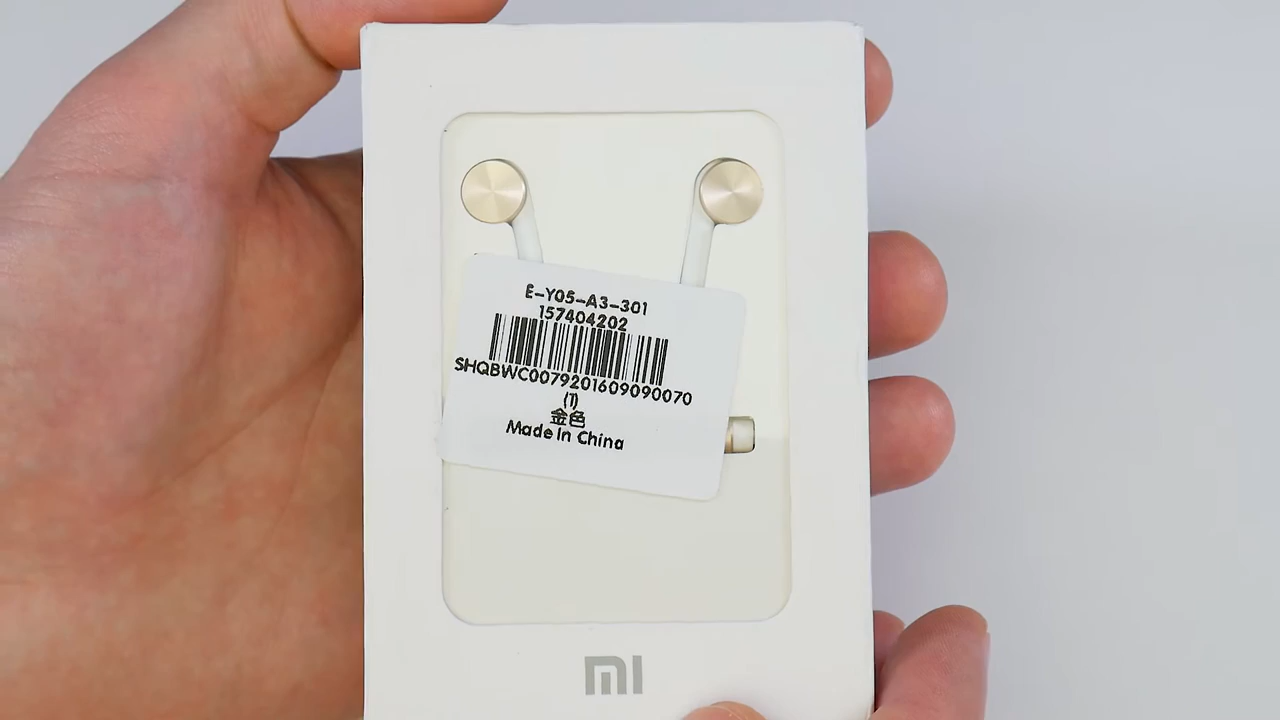 E-Y05-A3-301
157404202
SHQBWC0079201609090070
(1)
金色
Made In China
MI